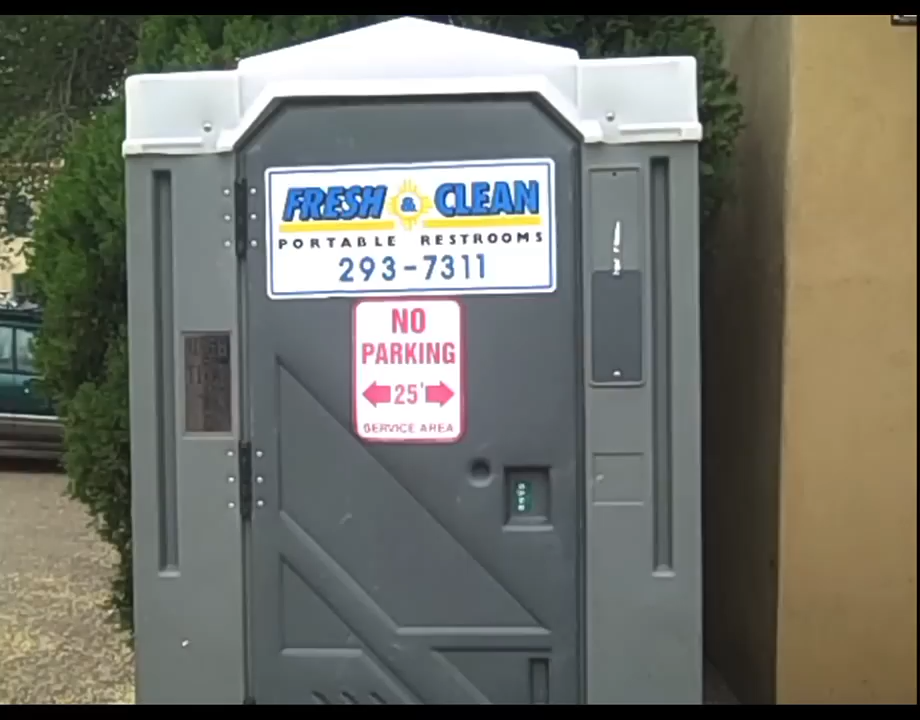 FRESH & CLEAN
PORTABLE RESTROOMS
293-7311
NO
PARKING
25'
SERVICE AREA